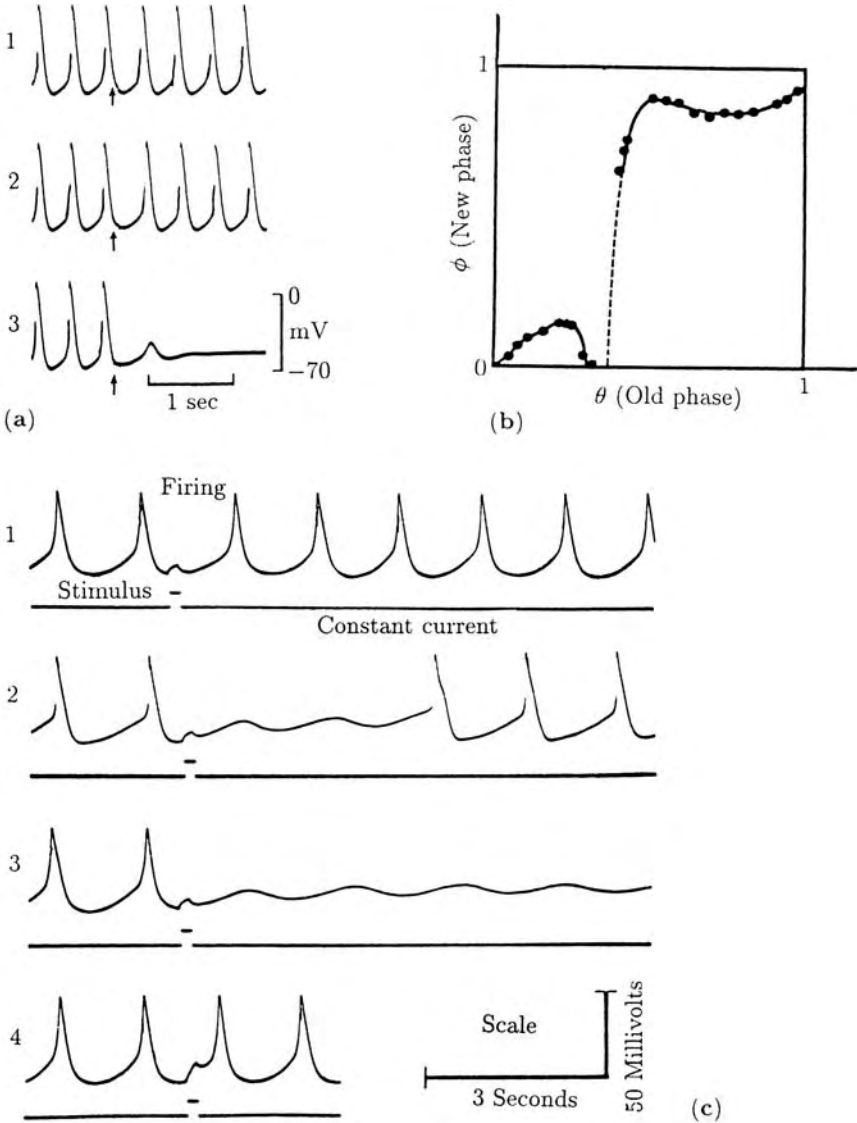 1
2
3
0
mV
−70
1 sec
(a)
1
ϕ (New phase)
0
θ (Old phase)
1
(b)
Firing
1
Stimulus
Constant current
2
3
4
Scale
3 Seconds
50 Millivolts
(c)